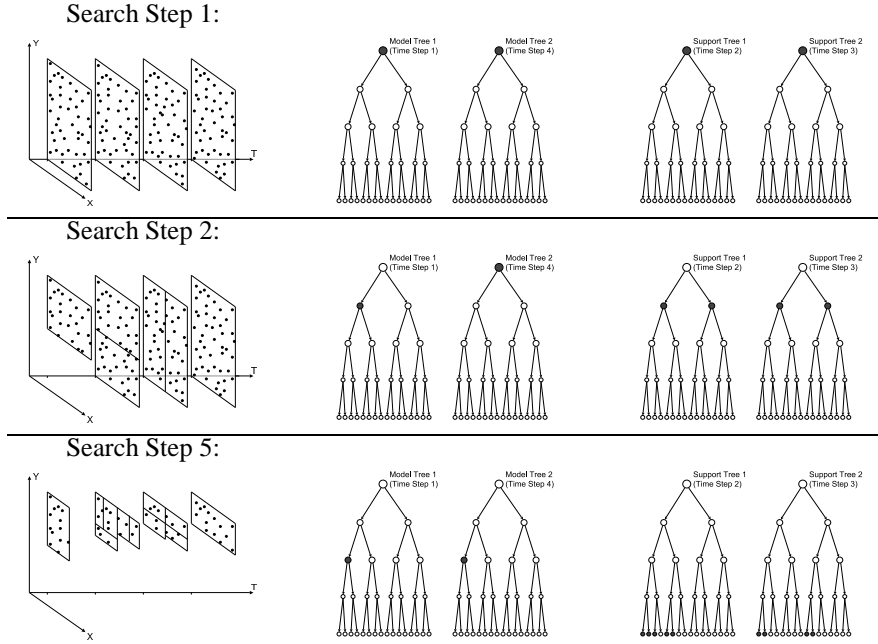 Search Step 1:
Y
T
X
Model Tree 1
(Time Step 1)
Model Tree 2
(Time Step 4)
Support Tree 1
(Time Step 2)
Support Tree 2
(Time Step 3)
Search Step 2:
Y
T
X
Model Tree 1
(Time Step 1)
Model Tree 2
(Time Step 4)
Support Tree 1
(Time Step 2)
Support Tree 2
(Time Step 3)
Search Step 5:
Y
T
X
Model Tree 1
(Time Step 1)
Model Tree 2
(Time Step 4)
Support Tree 1
(Time Step 2)
Support Tree 2
(Time Step 3)